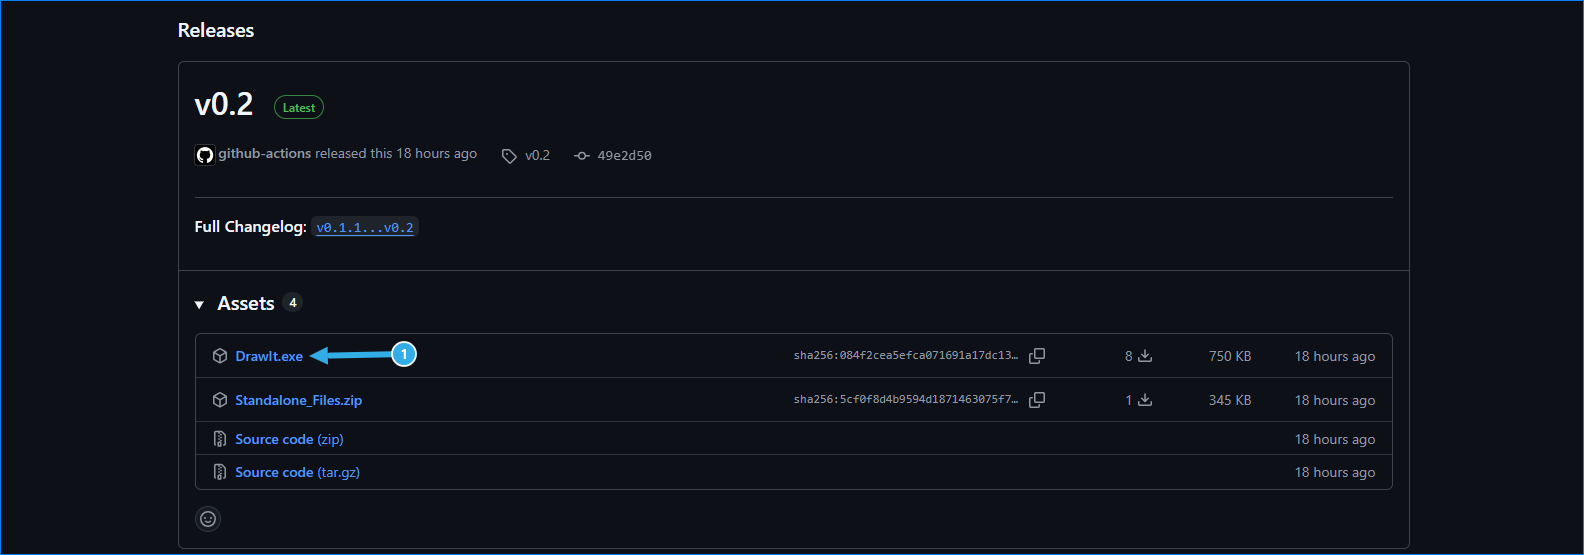 Releases
v0.2 Latest
github-actions released this 18 hours ago v0.2 49e2d50
Full Changelog: v0.1.1...v0.2
Assets 4
DrawIt.exe 1 sha256:084f2cea5efca071691a17dc13… 8 750 KB 18 hours ago
Standalone_Files.zip sha256:5cf0f8d4b9594d1871463075f7… 1 345 KB 18 hours ago
Source code (zip) 18 hours ago
Source code (tar.gz) 18 hours ago